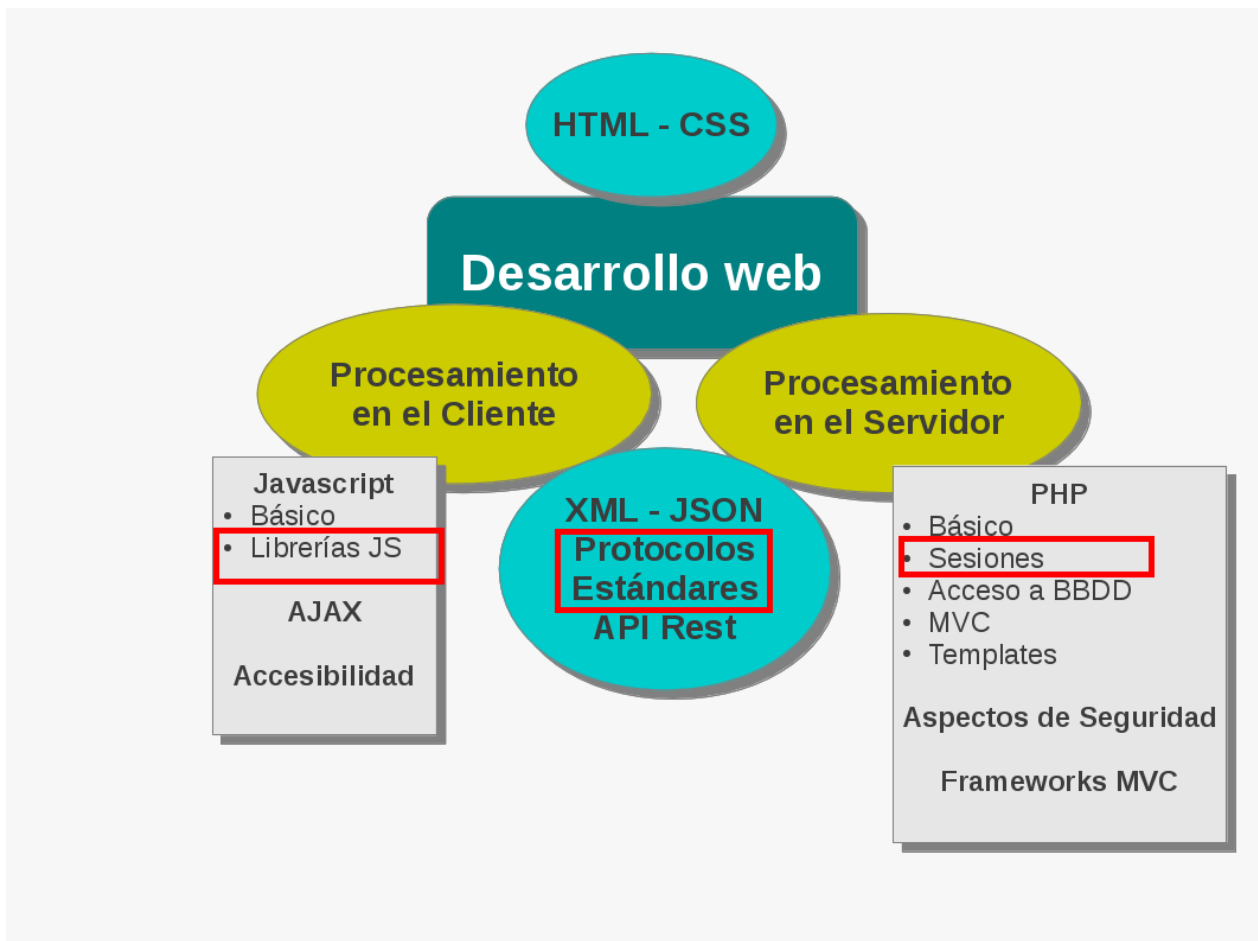 HTML - CSS
Desarrollo web
Procesamiento
en el Cliente
Procesamiento
en el Servidor
Javascript
• Básico
• Librerías JS
AJAX
Accesibilidad
XML - JSON
Protocolos
Estándares
API Rest
PHP
• Básico
• Sesiones
• Acceso a BBDD
• MVC
• Templates
Aspectos de Seguridad
Frameworks MVC